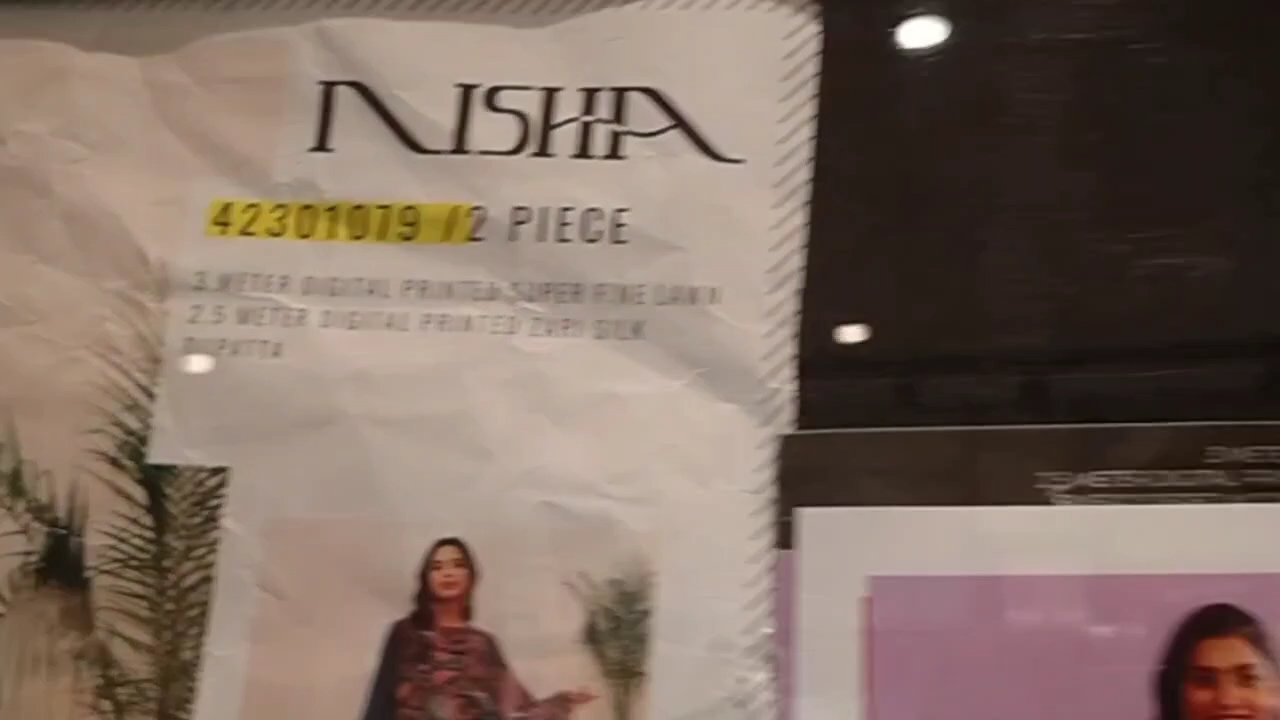 NISHA
42301079 /2 PIECE
3 METER DIGITAL PRINTED SUPER FINE LAWN
2.5 METER DIGITAL PRINTED ZARI SILK
DUPATTA